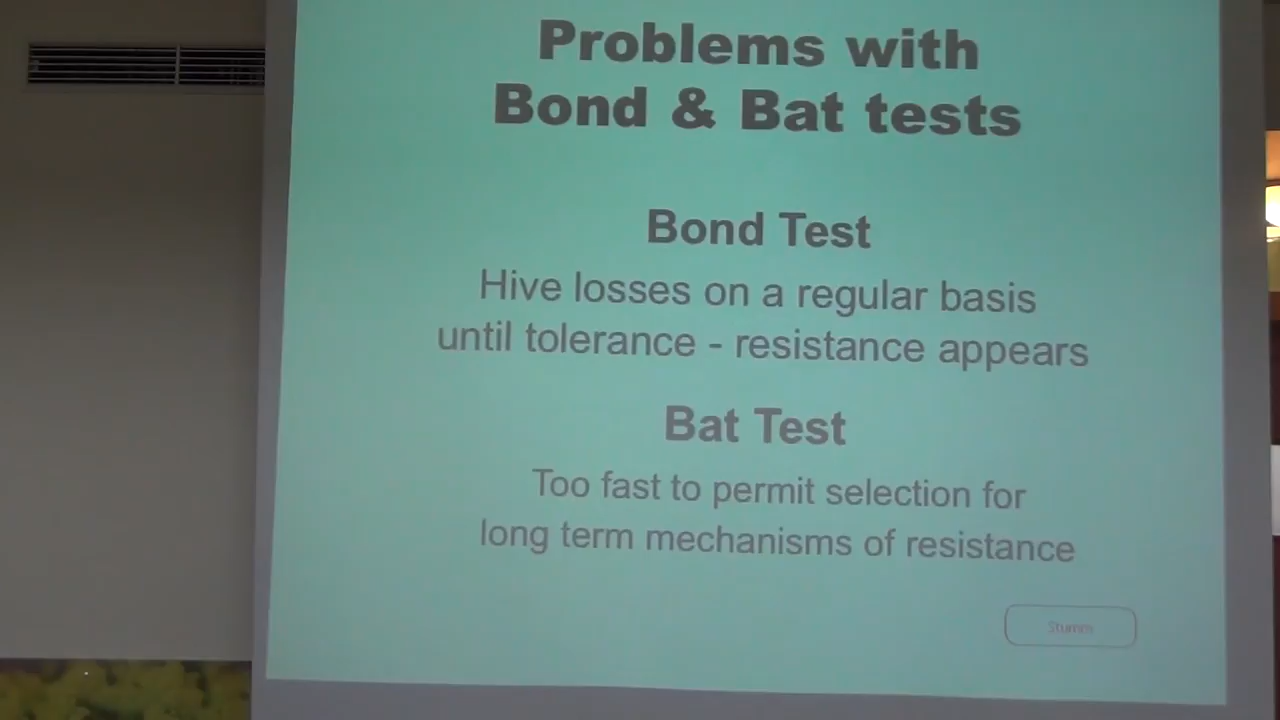 Problems with
Bond & Bat tests
Bond Test
Hive losses on a regular basis
until tolerance - resistance appears
Bat Test
Too fast to permit selection for
long term mechanisms of resistance